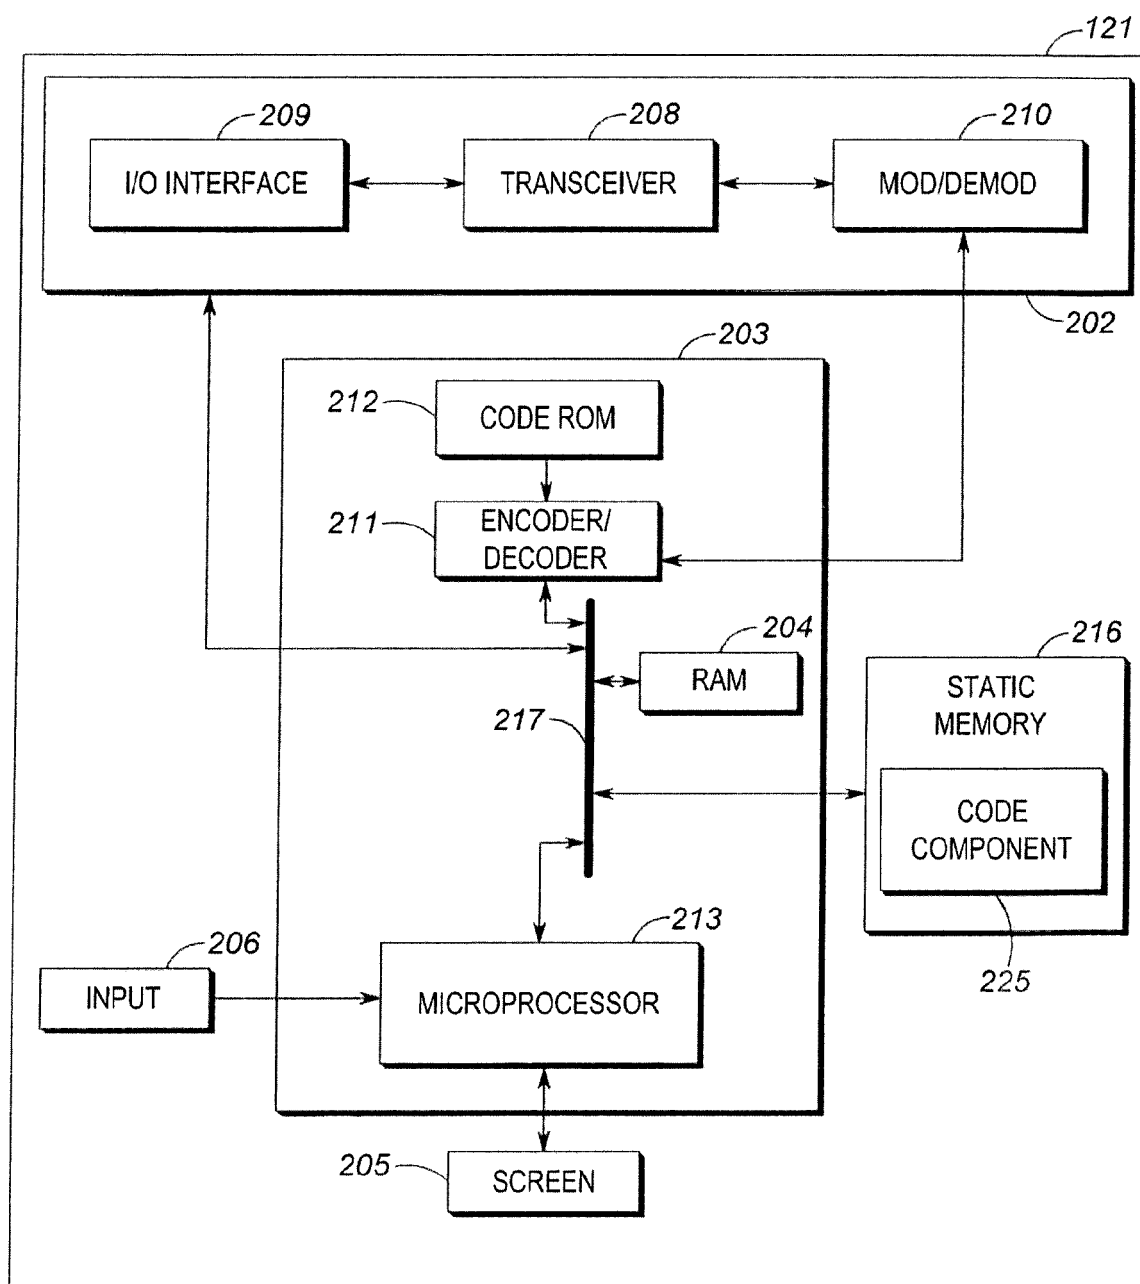 121
209
208
210
I/O INTERFACE
TRANSCEIVER
MOD/DEMOD
202
203
212
CODE ROM
211
ENCODER/
DECODER
204
RAM
216
STATIC
MEMORY
217
CODE
COMPONENT
225
213
206
INPUT
MICROPROCESSOR
205
SCREEN